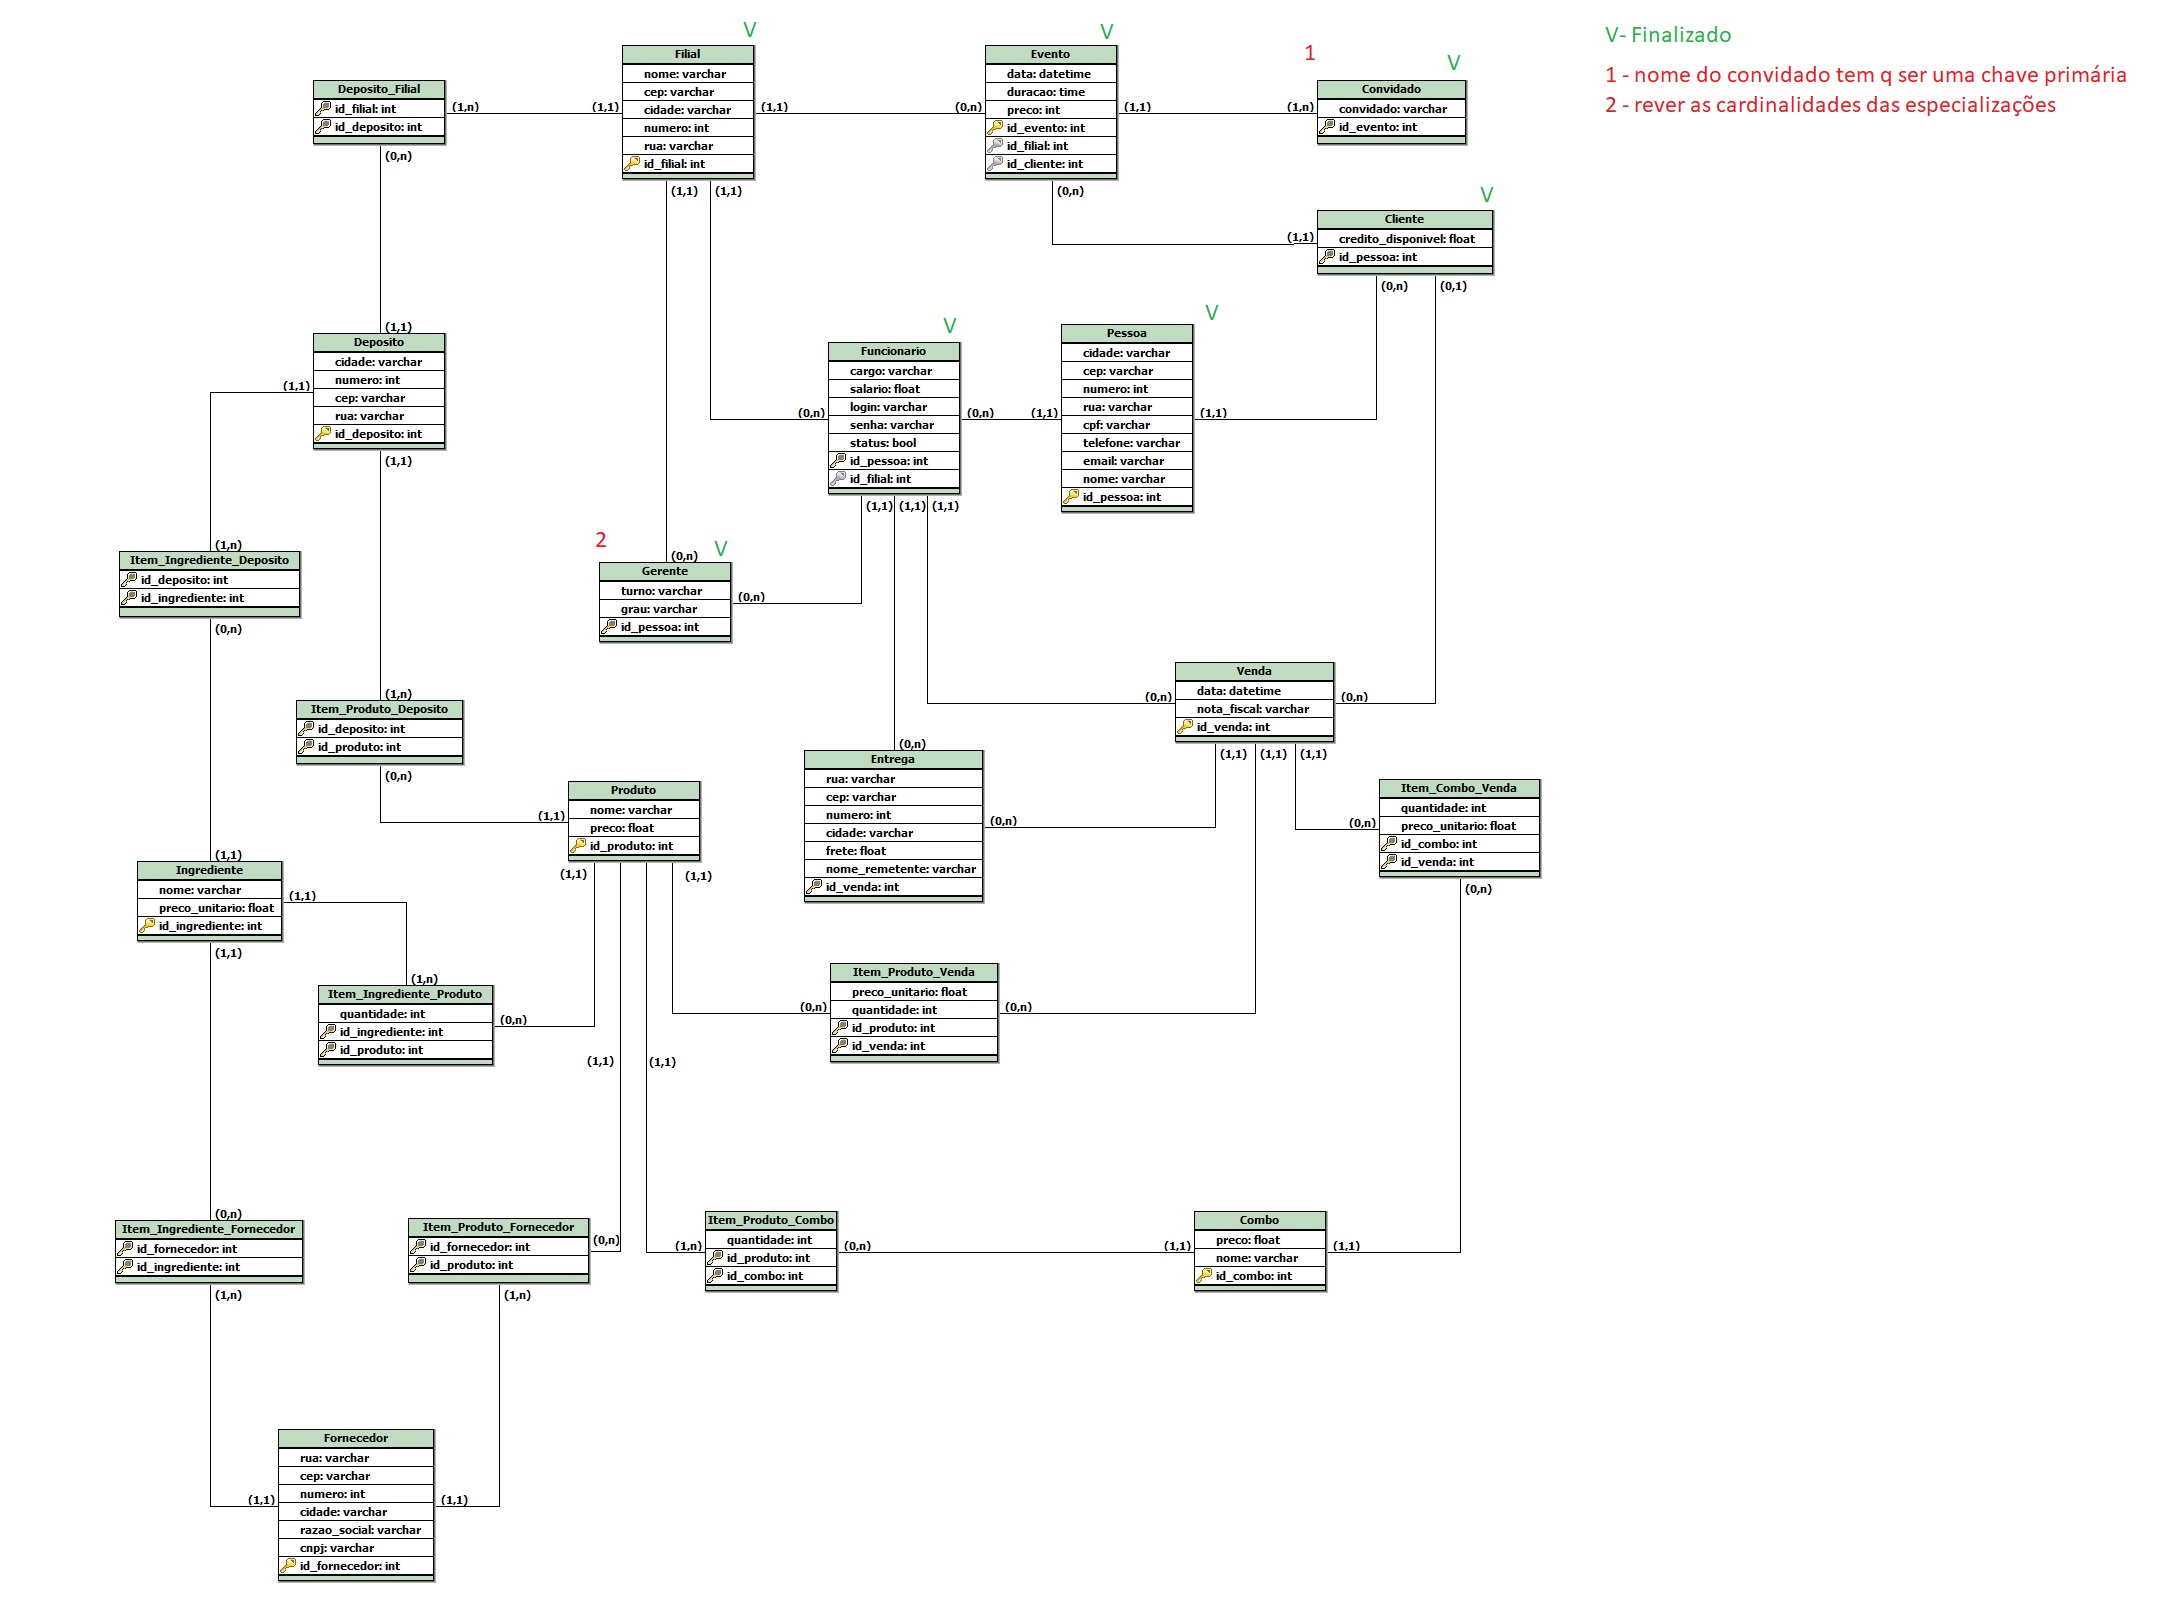 V- Finalizado
1 - nome do convidado tem q ser uma chave primária
2 - rever as cardinalidades das especializações
V
Filial
nome: varchar
cep: varchar
cidade: varchar
numero: int
rua: varchar
id_filial: int
(1,1)
(1,1)
(1,1)
(1,1)
V
Evento
data: datetime
duracao: time
preco: int
id_evento: int
id_filial: int
id_cliente: int
(0,n)
(1,1)
(0,n)
1
V
Convidado
convidado: varchar
id_evento: int
(1,n)
Deposito_Filial
id_filial: int
id_deposito: int
(1,n)
(0,n)
V
Cliente
credito_disponivel: float
id_pessoa: int
(1,1)
(0,n)
(0,1)
Deposito
cidade: varchar
numero: int
cep: varchar
rua: varchar
id_deposito: int
(1,1)
(1,1)
(1,1)
V
Funcionario
cargo: varchar
salario: float
login: varchar
senha: varchar
status: bool
id_pessoa: int
id_filial: int
(0,n)
(0,n)
(1,1)
(1,1)
(1,1)
V
Pessoa
cidade: varchar
cep: varchar
numero: int
rua: varchar
cpf: varchar
telefone: varchar
email: varchar
nome: varchar
id_pessoa: int
(1,1)
(1,1)
(1,n)
Item_Ingrediente_Deposito
id_deposito: int
id_ingrediente: int
(0,n)
2
V
(0,n)
Gerente
turno: varchar
grau: varchar
id_pessoa: int
(0,n)
(1,n)
Item_Produto_Deposito
id_deposito: int
id_produto: int
(0,n)
Venda
data: datetime
nota_fiscal: varchar
id_venda: int
(0,n)
(0,n)
(1,1)
(1,1)
(1,1)
(0,n)
Entrega
rua: varchar
cep: varchar
numero: int
cidade: varchar
frete: float
nome_remetente: varchar
id_venda: int
(0,n)
Produto
nome: varchar
preco: float
id_produto: int
(1,1)
(1,1)
(1,1)
(1,1)
(1,1)
Item_Combo_Venda
quantidade: int
preco_unitario: float
id_combo: int
id_venda: int
(0,n)
(0,n)
(1,1)
Ingrediente
nome: varchar
preco_unitario: float
id_ingrediente: int
(1,1)
(1,1)
(1,n)
Item_Ingrediente_Produto
quantidade: int
id_ingrediente: int
id_produto: int
(0,n)
Item_Produto_Venda
preco_unitario: float
quantidade: int
id_produto: int
id_venda: int
(0,n)
(0,n)
(0,n)
Item_Ingrediente_Fornecedor
id_fornecedor: int
id_ingrediente: int
(1,n)
Item_Produto_Fornecedor
id_fornecedor: int
id_produto: int
(0,n)
(1,n)
Item_Produto_Combo
quantidade: int
id_produto: int
id_combo: int
(1,n)
(0,n)
Combo
preco: float
nome: varchar
id_combo: int
(1,1)
(1,1)
Fornecedor
rua: varchar
cep: varchar
numero: int
cidade: varchar
razao_social: varchar
cnpj: varchar
id_fornecedor: int
(1,1)
(1,1)